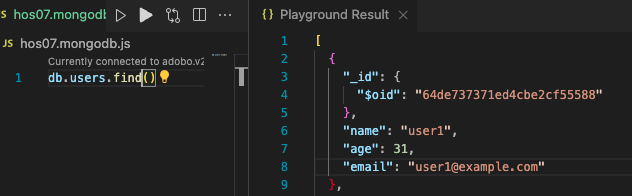 hos07.mongodb
JS hos07.mongodb.js
Currently connected to adobo.v2
1 db.users.find()
{ } Playground Result
1 [
2 {
3 "_id": {
4 "$oid": "64de737371ed4cbe2cf55588"
5 },
6 "name": "user1",
7 "age": 31,
8 "email": "user1@example.com"
9 },